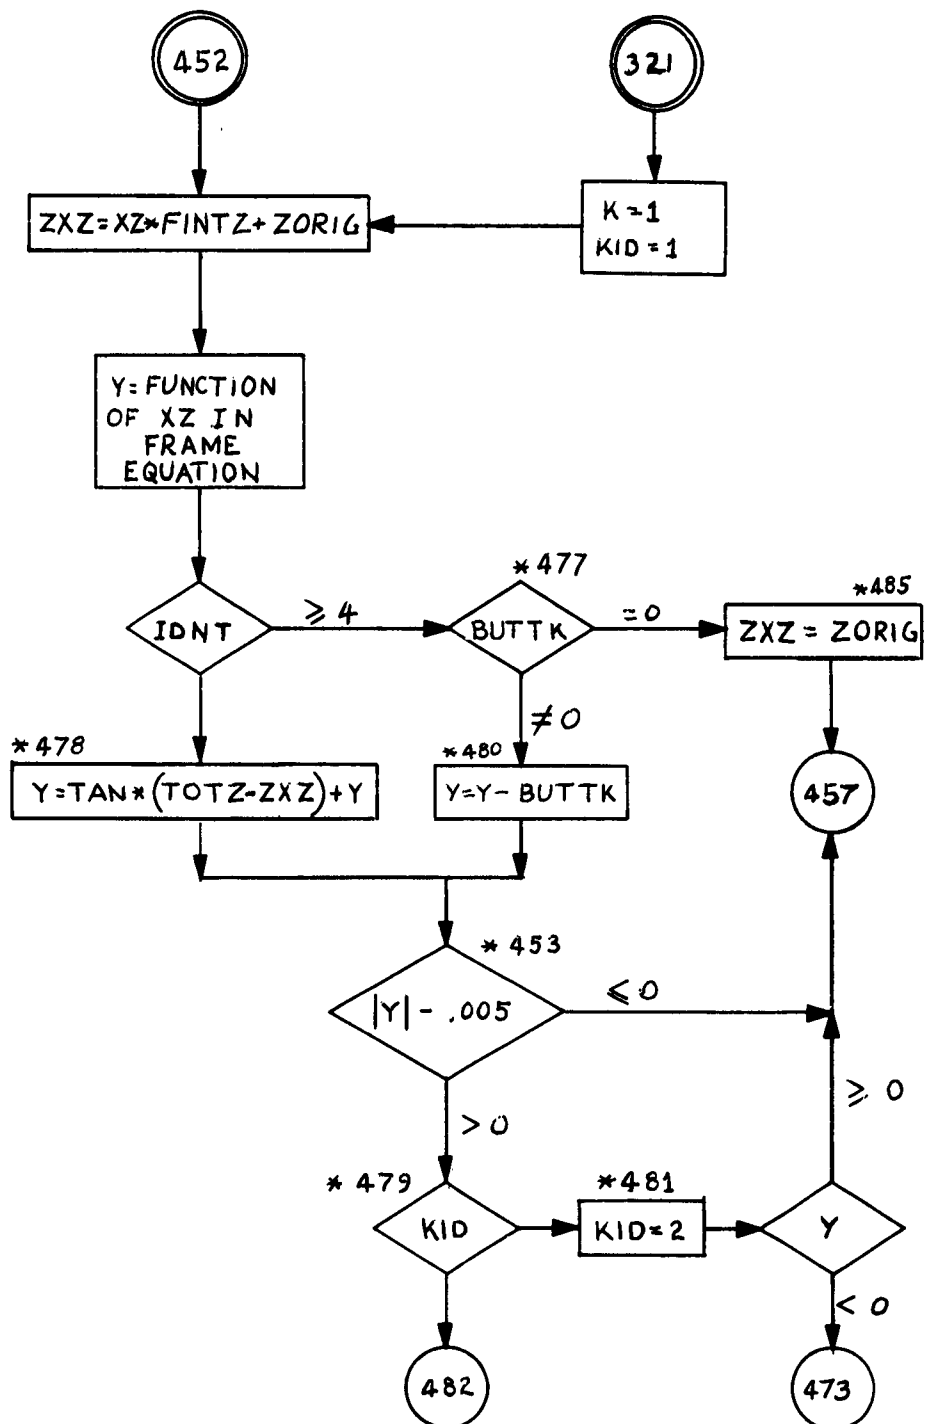 452
321
ZXZ=XZ*FINTZ+ZORIG
K=1
KID=1
Y=FUNCTION
OF XZ IN
FRAME
EQUATION
*477
*485
IDNT
≥4
BUTTK
=0
ZXZ = ZORIG
≠0
*478
*480
Y=TAN*(TOTZ-ZXZ)+Y
Y=Y-BUTTK
457
*453
|Y|- .005
≤0
≥ 0
>0
*479
*481
KID
KID=2
Y
<0
482
473